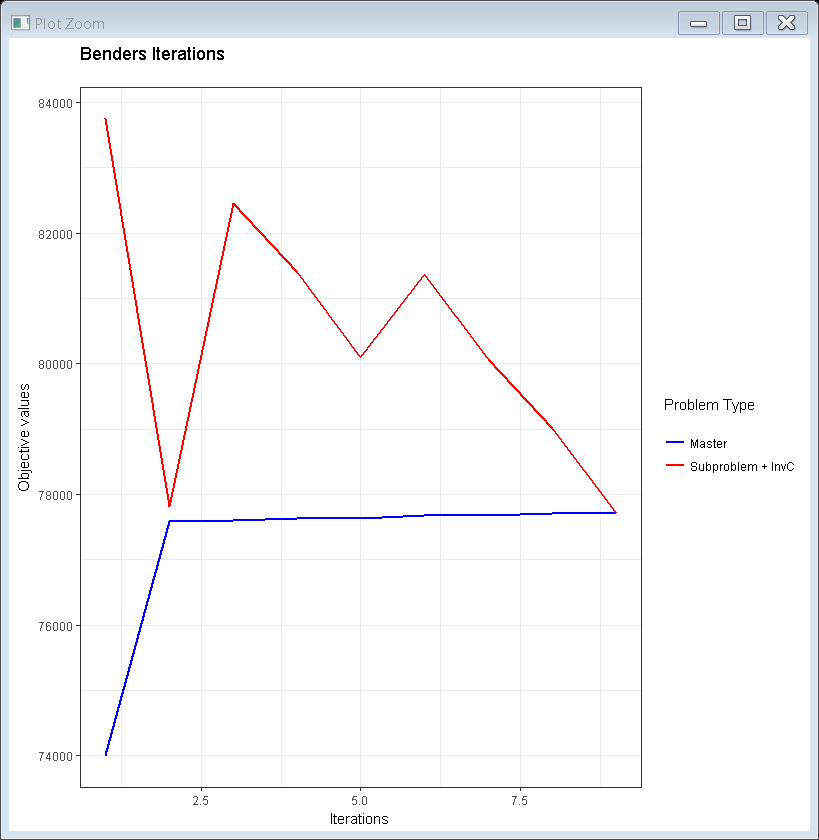 Plot Zoom
Benders Iterations
84000
82000
80000
78000
76000
74000
Objective values
2.5
5.0
7.5
Iterations
Problem Type
Master
Subproblem + InvC